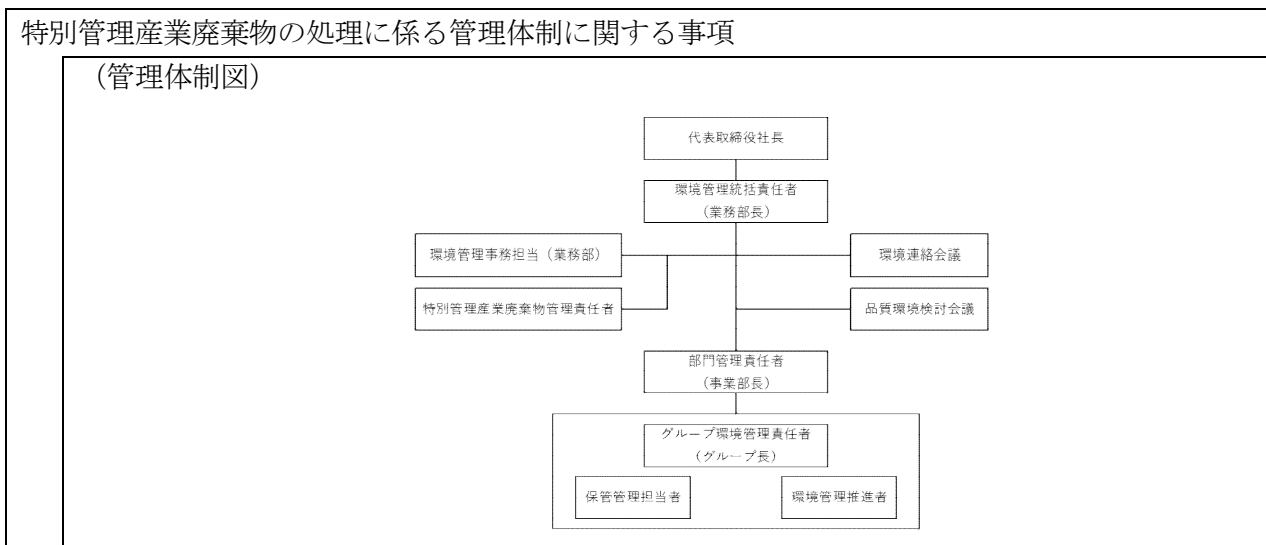 特別管理産業廃棄物の処理に係る管理体制に関する事項
（管理体制図）
代表取締役社長
環境管理統括責任者
（業務部長）
環境管理事務担当（業務部）
環境連絡会議
特別管理産業廃棄物管理責任者
品質環境検討会議
部門管理責任者
（事業部長）
グループ環境管理責任者
（グループ長）
保管管理担当者
環境管理推進者